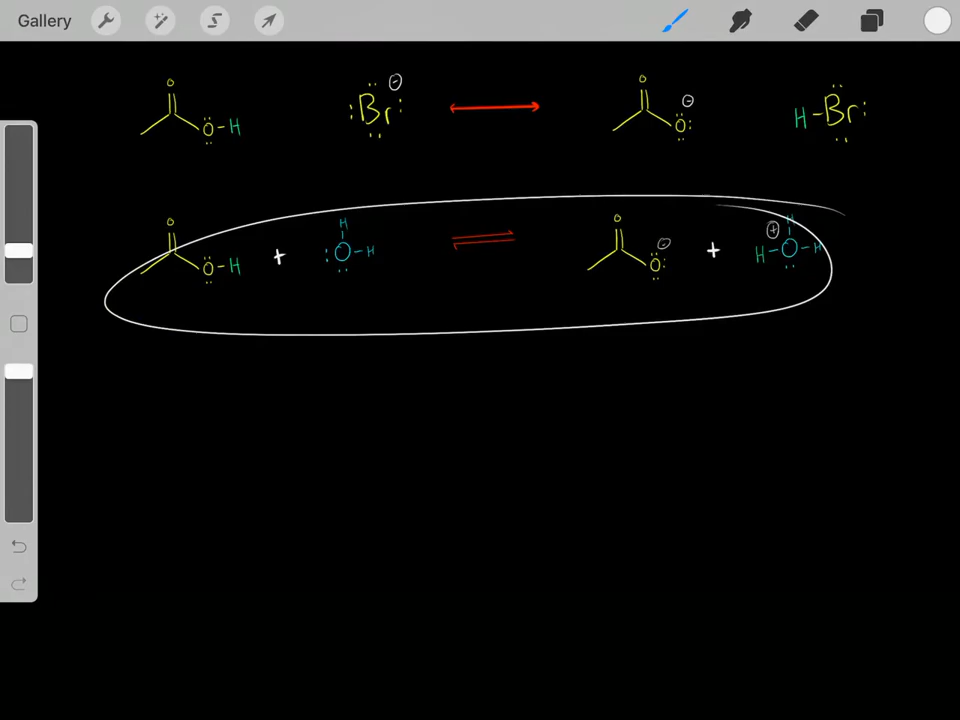 Gallery
O O-H Br ⊖ O O ⊖ H-Br
O O-H + H O-H O O ⊖ + ⊕ H H-O-H